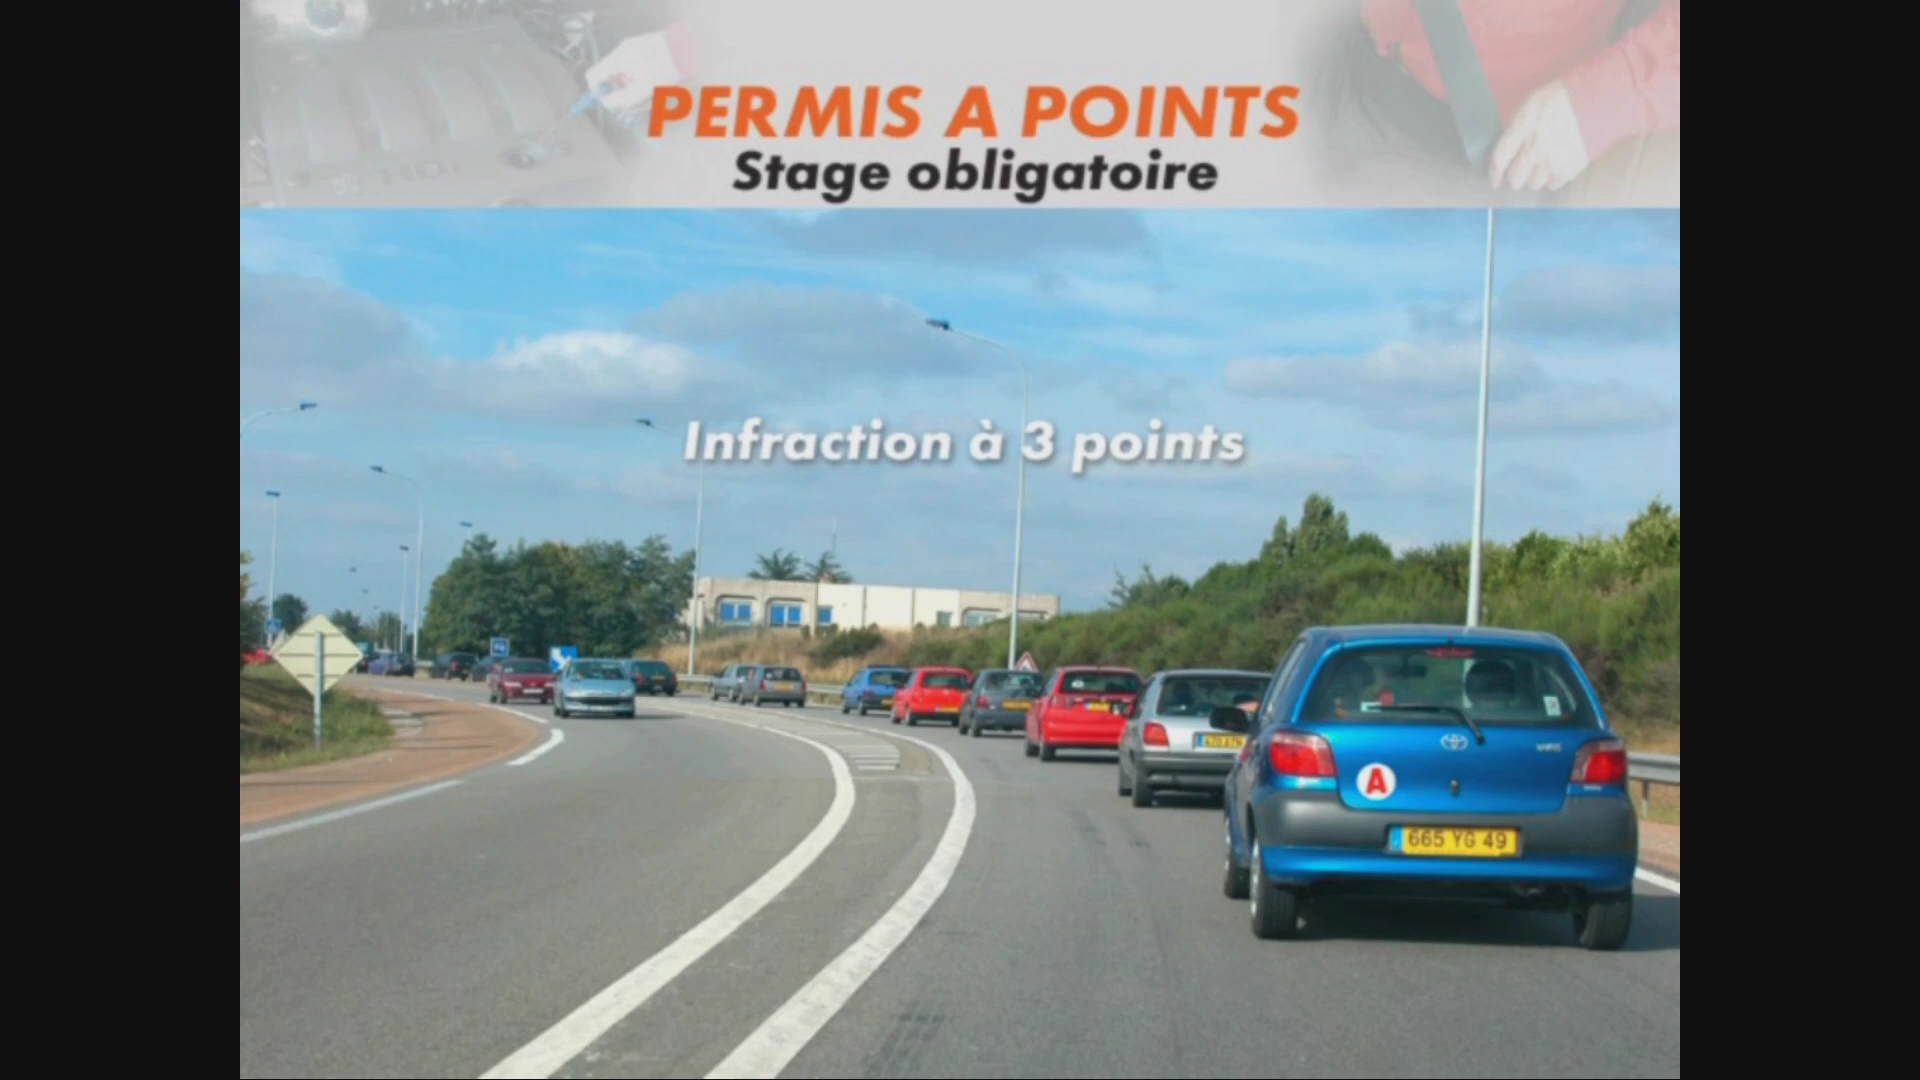 PERMIS A POINTS
Stage obligatoire
Infraction à 3 points
A
665 YG 49